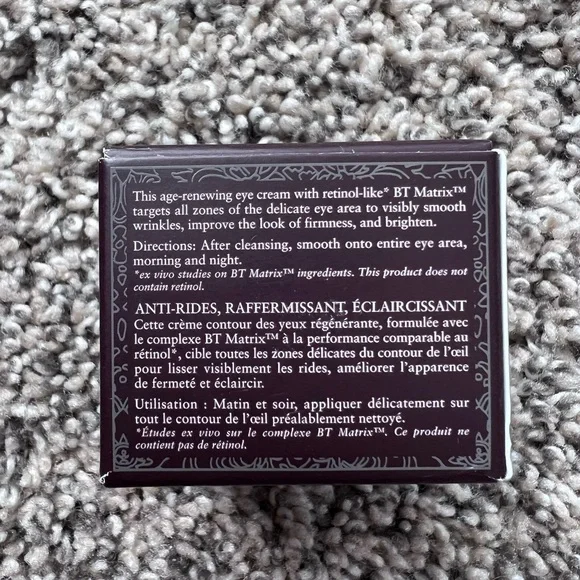 This age-renewing eye cream with retinol-like* BT Matrix™
targets all zones of the delicate eye area to visibly smooth
wrinkles, improve the look of firmness, and brighten.
Directions: After cleansing, smooth onto entire eye area,
morning and night.
*ex vivo studies on BT Matrix™ ingredients. This product does not
contain retinol.
ANTI-RIDES, RAFFERMISSANT, ÉCLAIRCISSANT
Cette crème contour des yeux régénérante, formulée avec
le complexe BT Matrix™ à la performance comparable au
rétinol*, cible toutes les zones délicates du contour de l'œil
pour lisser visiblement les rides, améliorer l'apparence
de fermeté et éclaircir.
Utilisation : Matin et soir, appliquer délicatement sur
tout le contour de l'œil préalablement nettoyé.
*Études ex vivo sur le complexe BT Matrix™. Ce produit ne
contient pas de rétinol.